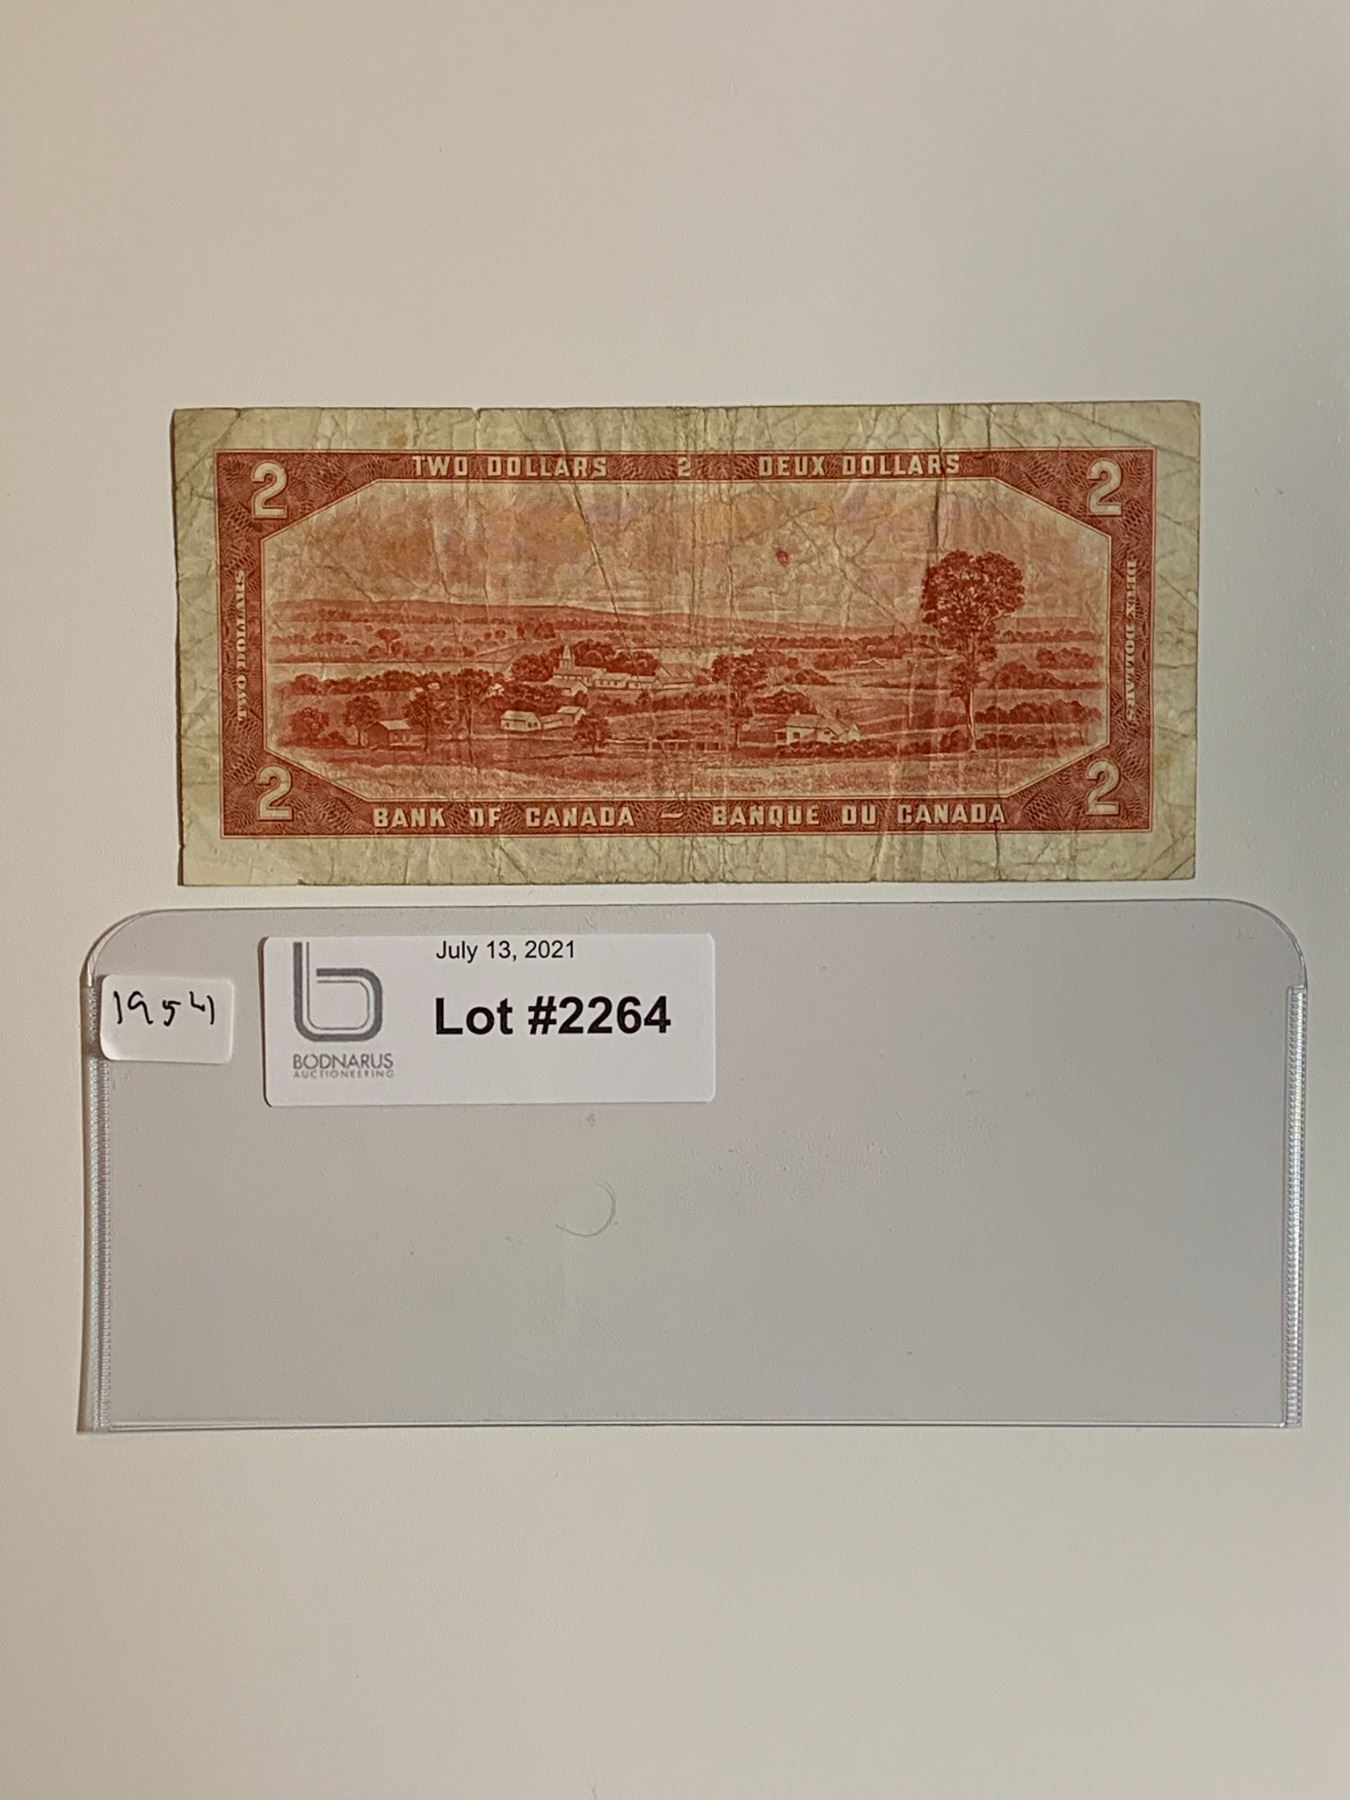 TWO DOLLARS 2 DEUX DOLLARS
2 2
TWO DOLLARS
DEUX DOLLARS
2 2
BANK OF CANADA — BANQUE DU CANADA
1954
July 13, 2021
Lot #2264
BODNARUS
AUCTIONEERING